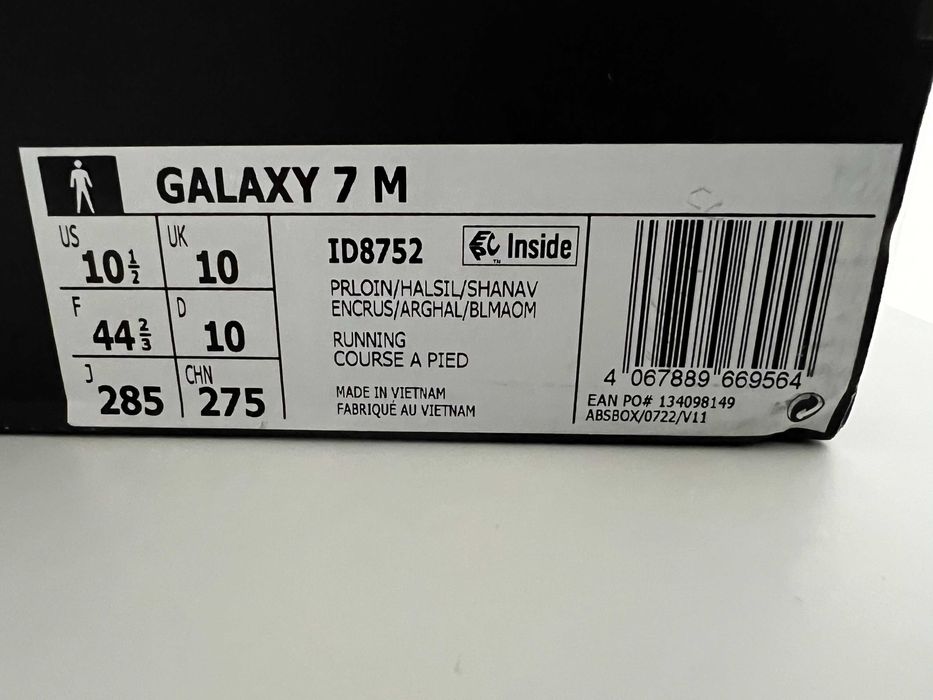 GALAXY 7 M
US 10 1/2
UK 10
F 44 2/3
D 10
J 285
CHN 275
ID8752
EPC Inside
TM
PRLOIN/HALSIL/SHANAV
ENCRUS/ARGHAL/BLMAOM
RUNNING
COURSE A PIED
MADE IN VIETNAM
FABRIQUÉ AU VIETNAM
4 067889 669564
EAN PO# 134098149
ABSBOX/0722/V11